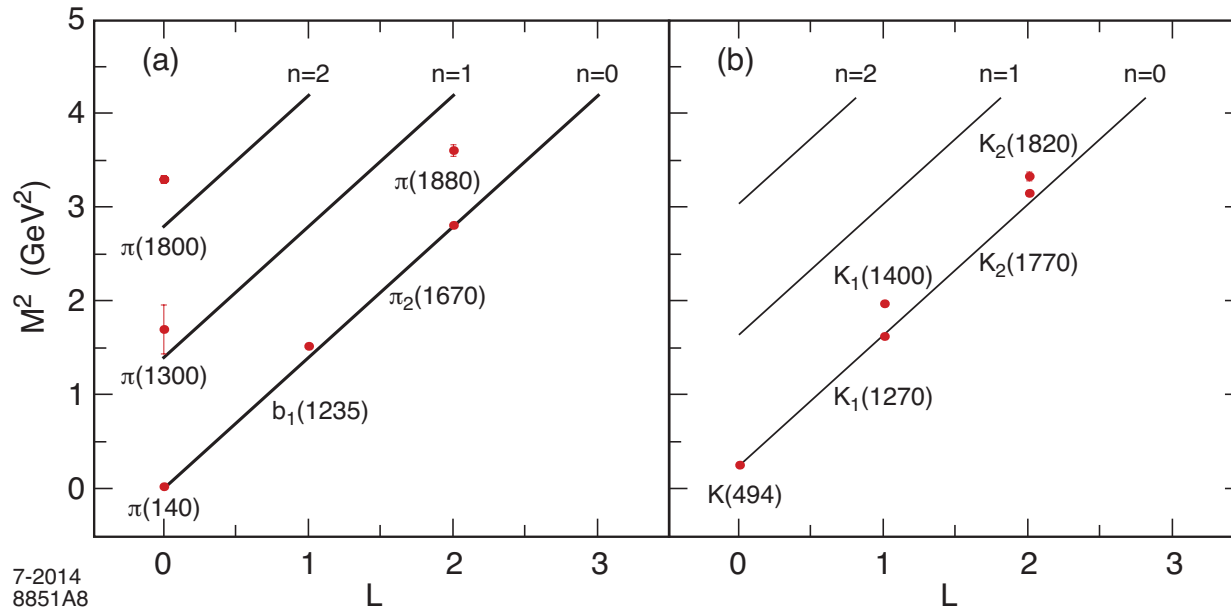 (a)
n=2
n=1
n=0
π(1800)
π(1880)
π(1300)
π₂(1670)
b₁(1235)
π(140)
M² (GeV²)
5
4
3
2
1
0
0 1 2 3
L
(b)
n=2
n=1
n=0
K₂(1820)
K₁(1400)
K₂(1770)
K₁(1270)
K(494)
0 1 2 3
L
7-2014
8851A8